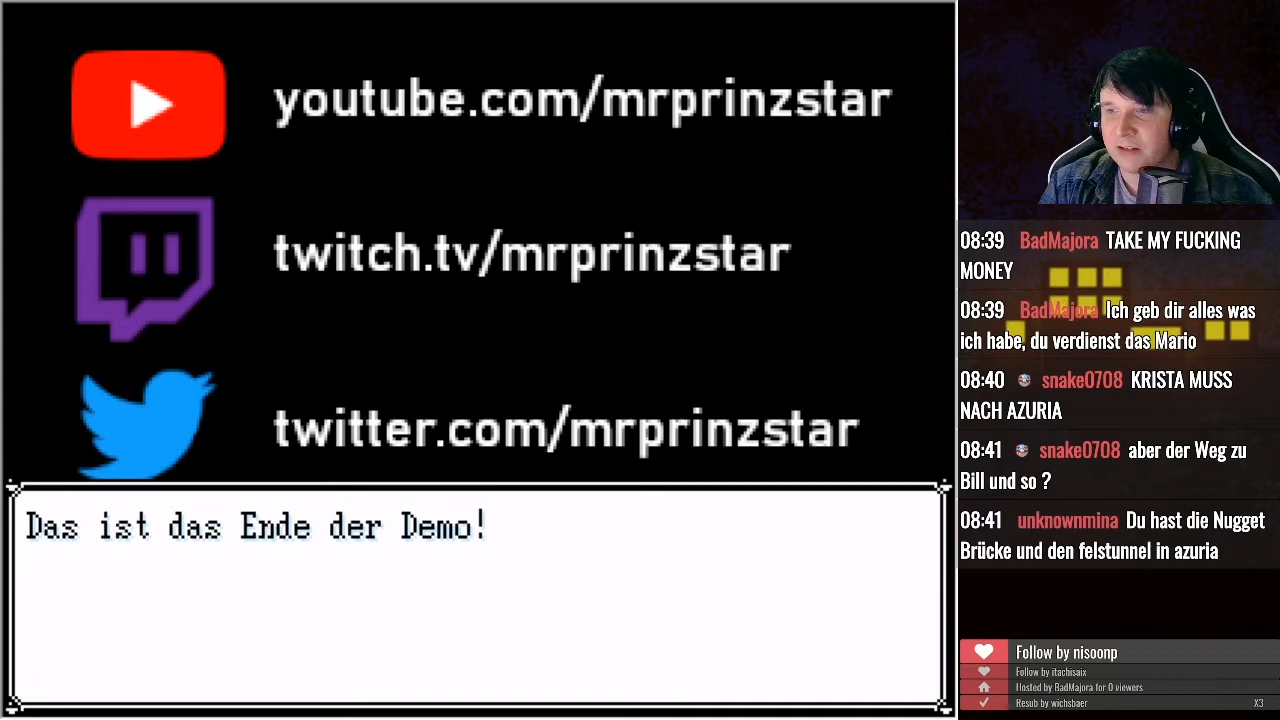 youtube.com/mrprinzstar
twitch.tv/mrprinzstar
twitter.com/mrprinzstar
Das ist das Ende der Demo!
08:39 BadMajora TAKE MY FUCKING
MONEY
08:39 BadMajora Ich geb dir alles was
ich habe, du verdienst das Mario
08:40 snake0708 KRISTA MUSS
NACH AZURIA
08:41 snake0708 aber der Weg zu
Bill und so ?
08:41 unknownmina Du hast die Nugget
Brücke und den felstunnel in azuria
Follow by nisoonp
Follow by itachisaix
Hosted by BadMajora for 0 viewers
Resub by wichsbaer X3